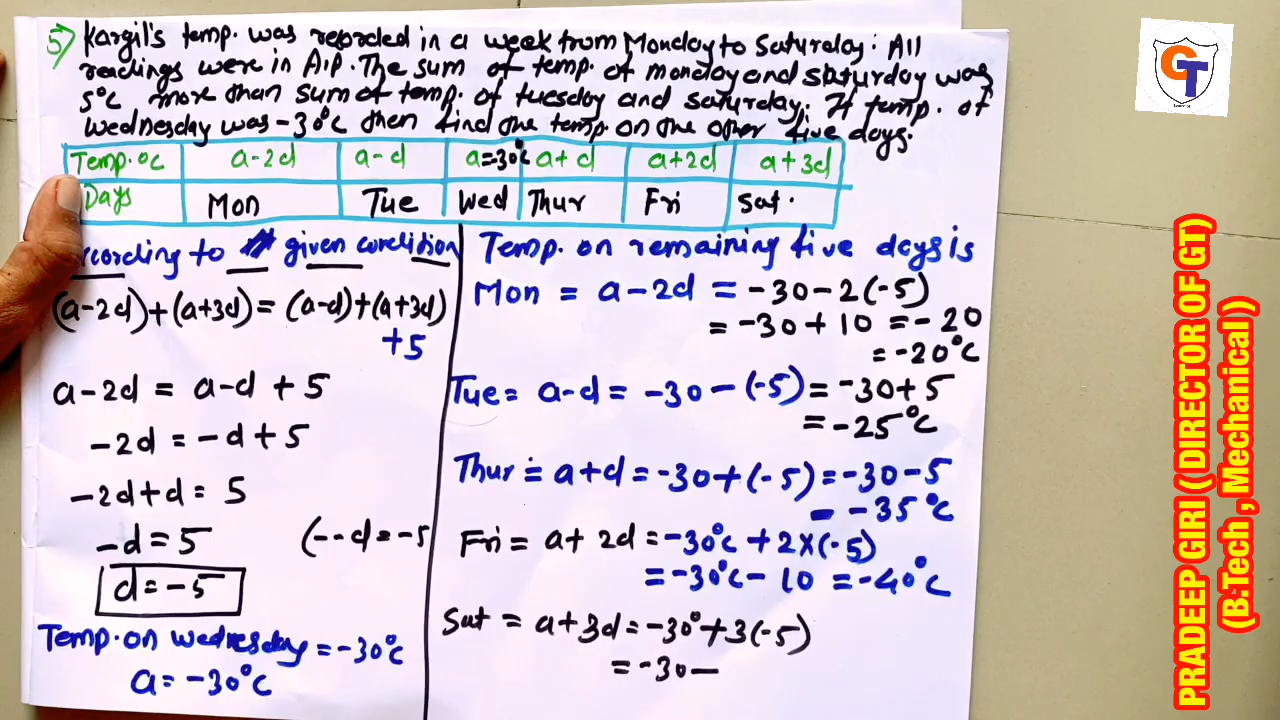 5) Kargil's temp. was reported in a week from Monday to Saturday. All
readings were in A.P. The sum of temp. of monday and saturday was
5°C more than sum of temp. of tuesday and saturday. If temp. of
Wednesday was -30°C then find the temp on the other five days.
Temp.°C a-2d a-d a=-30°C a+d a+2d a+3d
Days Mon Tue Wed Thur Fri Sat.
according to given condition
(a-2d)+(a+3d) = (a-d)+(a+3d)
+5
a-2d = a-d+5
-2d = -d+5
-2d+d = 5
-d = 5 (--d=-5
d=-5
Temp. on wednesday = -30°C
a = -30°C
Temp. on remaining five days is
Mon = a-2d = -30-2(-5)
= -30+10 = -20
= -20°C
Tue = a-d = -30-(-5) = -30+5
= -25°C
Thur = a+d = -30+(-5) = -30-5
= -35°C
Fri = a+2d = -30°C+2×(-5)
= -30°C-10 = -40°C
Sat = a+3d = -30°+3(-5)
= -30-
GT
PRADEEP GIRI (( DIRECTOR OF GT)
(B.Tech , Mechanical )